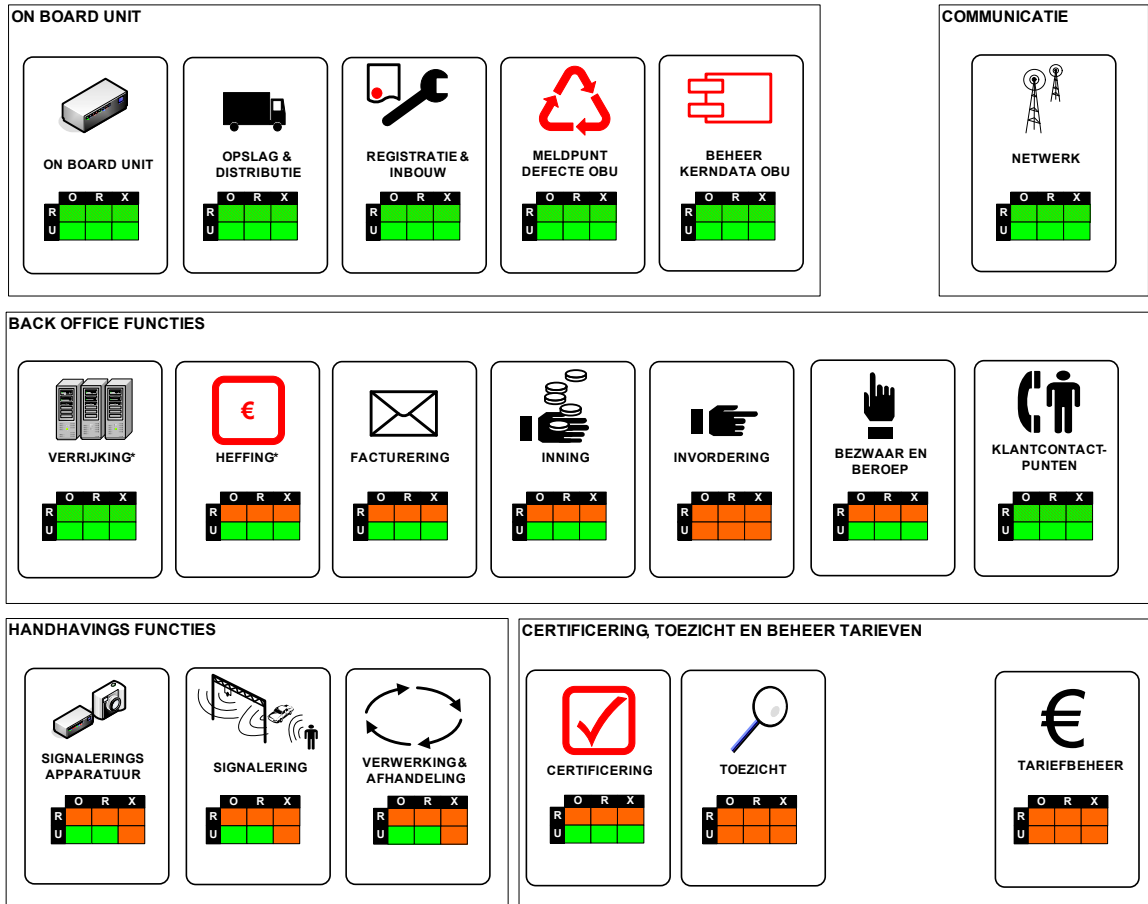 ON BOARD UNIT
COMMUNICATIE
ON BOARD UNIT
O R X
R
U
OPSLAG &
DISTRIBUTIE
O R X
R
U
REGISTRATIE &
INBOUW
O R X
R
U
MELDPUNT
DEFECTE OBU
O R X
R
U
BEHEER
KERNDATA OBU
O R X
R
U
NETWERK
O R X
R
U
BACK OFFICE FUNCTIES
VERRIJKING*
O R X
R
U
€
HEFFING*
O R X
R
U
FACTURERING
O R X
R
U
INNING
O R X
R
U
INVORDERING
O R X
R
U
BEZWAAR EN
BEROEP
O R X
R
U
KLANTCONTACT-
PUNTEN
O R X
R
U
HANDHAVINGS FUNCTIES
SIGNALERINGS
APPARATUUR
O R X
R
U
SIGNALERING
O R X
R
U
VERWERKING &
AFHANDELING
O R X
R
U
CERTIFICERING, TOEZICHT EN BEHEER TARIEVEN
CERTIFICERING
O R X
R
U
TOEZICHT
O R X
R
U
€
TARIEFBEHEER
O R X
R
U